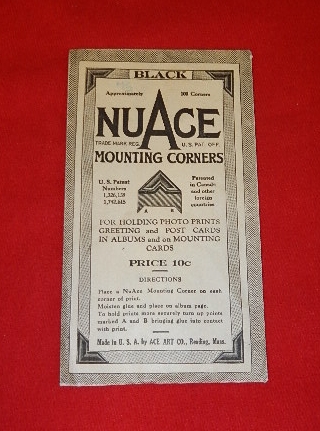 BLACK
Approximately 100 Corners
NUACE
TRADE MARK REG. U.S. PAT. OFF.
MOUNTING CORNERS
U. S. Patent
Numbers
1,326,139
1,742,615
Patented
in Canada
and other
foreign
countries
A B
FOR HOLDING PHOTO PRINTS
GREETING and POST CARDS
IN ALBUMS and on MOUNTING
CARDS
PRICE 10c
DIRECTIONS
Place a NuAce Mounting Corner on each
corner of print.
Moisten glue and place on album page.
To hold prints more securely turn up points
marked A and B bringing glue into contact
with print.
Made in U. S. A. by ACE ART CO., Reading, Mass.